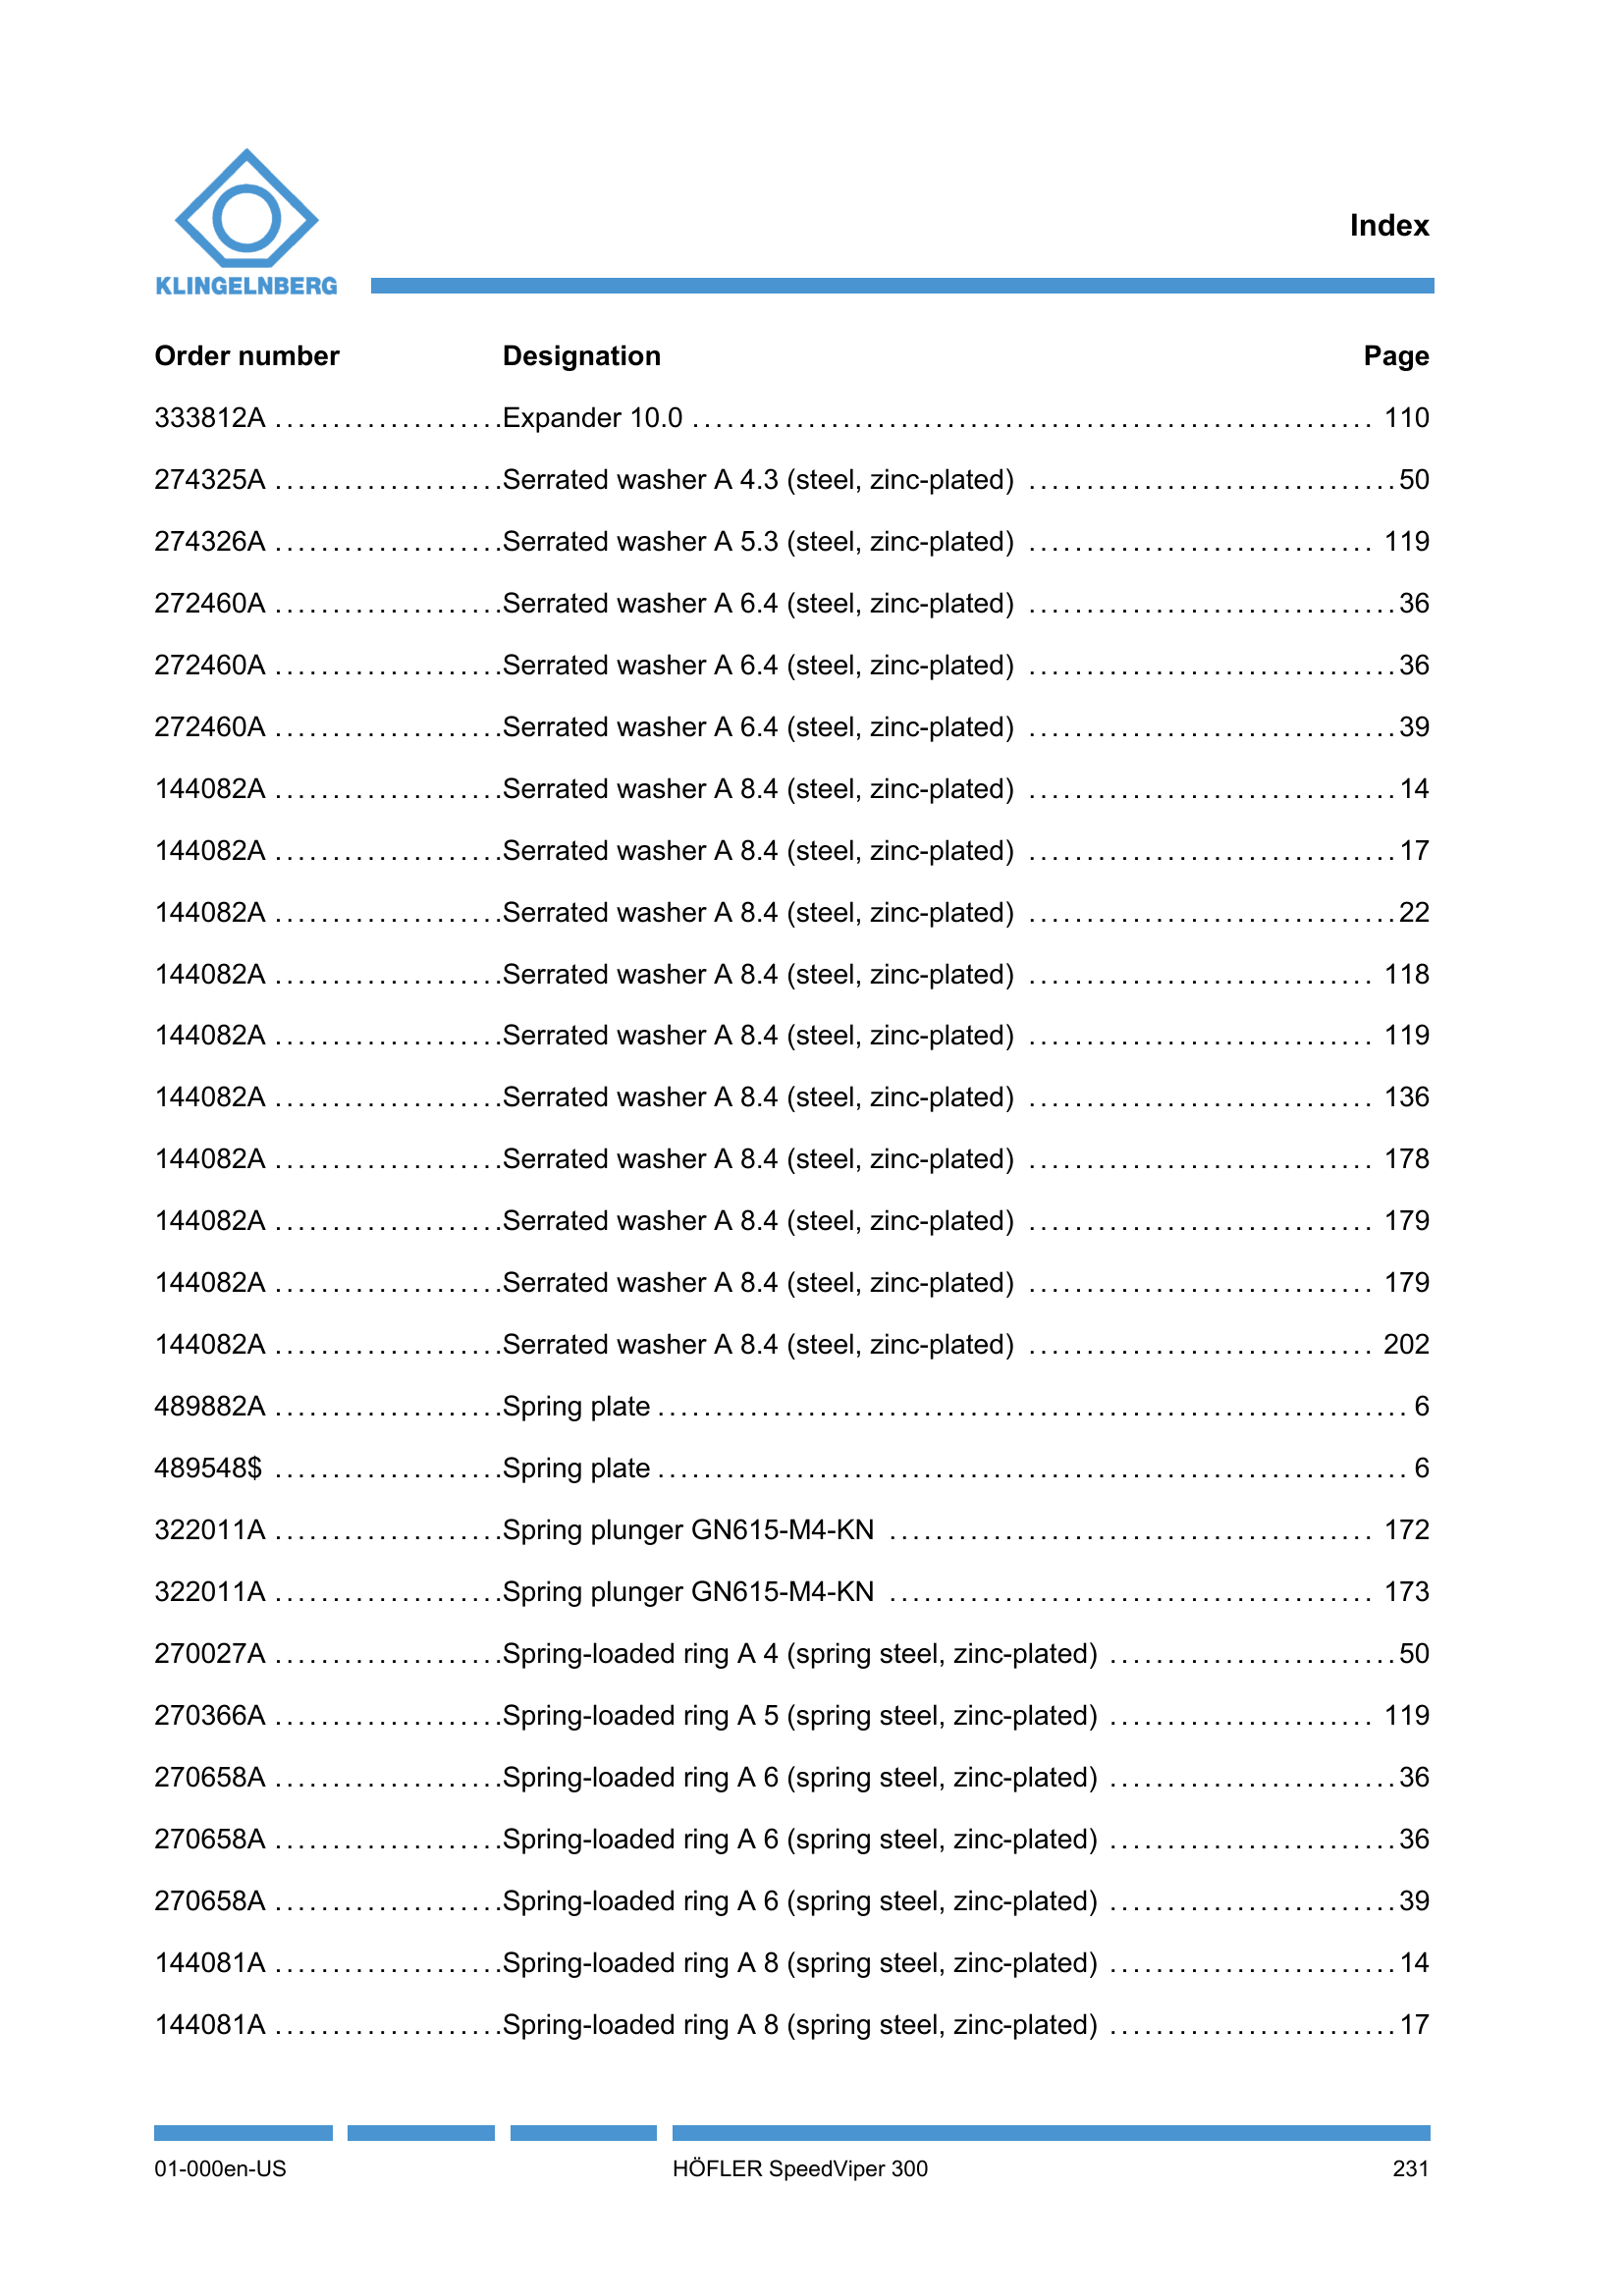 KLINGELNBERG
Index
Order number Designation Page
333812A ....................Expander 10.0 ........................................................... 110
274325A ....................Serrated washer A 4.3 (steel, zinc-plated) ................................50
274326A ....................Serrated washer A 5.3 (steel, zinc-plated) .............................. 119
272460A ....................Serrated washer A 6.4 (steel, zinc-plated) ................................36
272460A ....................Serrated washer A 6.4 (steel, zinc-plated) ................................36
272460A ....................Serrated washer A 6.4 (steel, zinc-plated) ................................39
144082A ....................Serrated washer A 8.4 (steel, zinc-plated) ................................14
144082A ....................Serrated washer A 8.4 (steel, zinc-plated) ................................17
144082A ....................Serrated washer A 8.4 (steel, zinc-plated) ................................22
144082A ....................Serrated washer A 8.4 (steel, zinc-plated) .............................. 118
144082A ....................Serrated washer A 8.4 (steel, zinc-plated) .............................. 119
144082A ....................Serrated washer A 8.4 (steel, zinc-plated) .............................. 136
144082A ....................Serrated washer A 8.4 (steel, zinc-plated) .............................. 178
144082A ....................Serrated washer A 8.4 (steel, zinc-plated) .............................. 179
144082A ....................Serrated washer A 8.4 (steel, zinc-plated) .............................. 179
144082A ....................Serrated washer A 8.4 (steel, zinc-plated) .............................. 202
489882A ....................Spring plate ................................................................. 6
489548$ ....................Spring plate ................................................................. 6
322011A ....................Spring plunger GN615-M4-KN .......................................... 172
322011A ....................Spring plunger GN615-M4-KN .......................................... 173
270027A ....................Spring-loaded ring A 4 (spring steel, zinc-plated) .........................50
270366A ....................Spring-loaded ring A 5 (spring steel, zinc-plated) ....................... 119
270658A ....................Spring-loaded ring A 6 (spring steel, zinc-plated) .........................36
270658A ....................Spring-loaded ring A 6 (spring steel, zinc-plated) .........................36
270658A ....................Spring-loaded ring A 6 (spring steel, zinc-plated) .........................39
144081A ....................Spring-loaded ring A 8 (spring steel, zinc-plated) .........................14
144081A ....................Spring-loaded ring A 8 (spring steel, zinc-plated) .........................17
01-000en-US HÖFLER SpeedViper 300 231